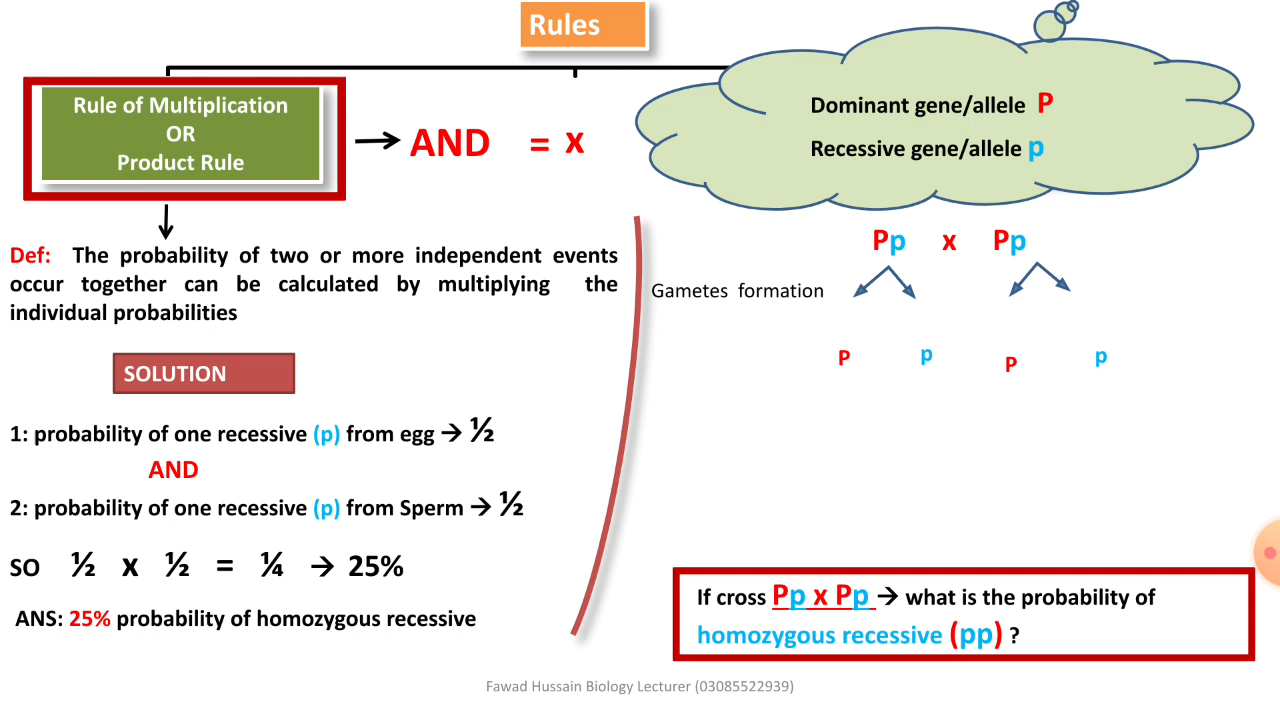 Rules
Rule of Multiplication
OR
Product Rule
AND = x
Dominant gene/allele P
Recessive gene/allele p
Def: The probability of two or more independent events
occur together can be calculated by multiplying the
individual probabilities
Pp x Pp
Gametes formation
P p P p
SOLUTION
1: probability of one recessive (p) from egg → ½
AND
2: probability of one recessive (p) from Sperm → ½
SO ½ x ½ = ¼ → 25%
ANS: 25% probability of homozygous recessive
If cross Pp x Pp → what is the probability of
homozygous recessive (pp) ?
Fawad Hussain Biology Lecturer (03085522939)